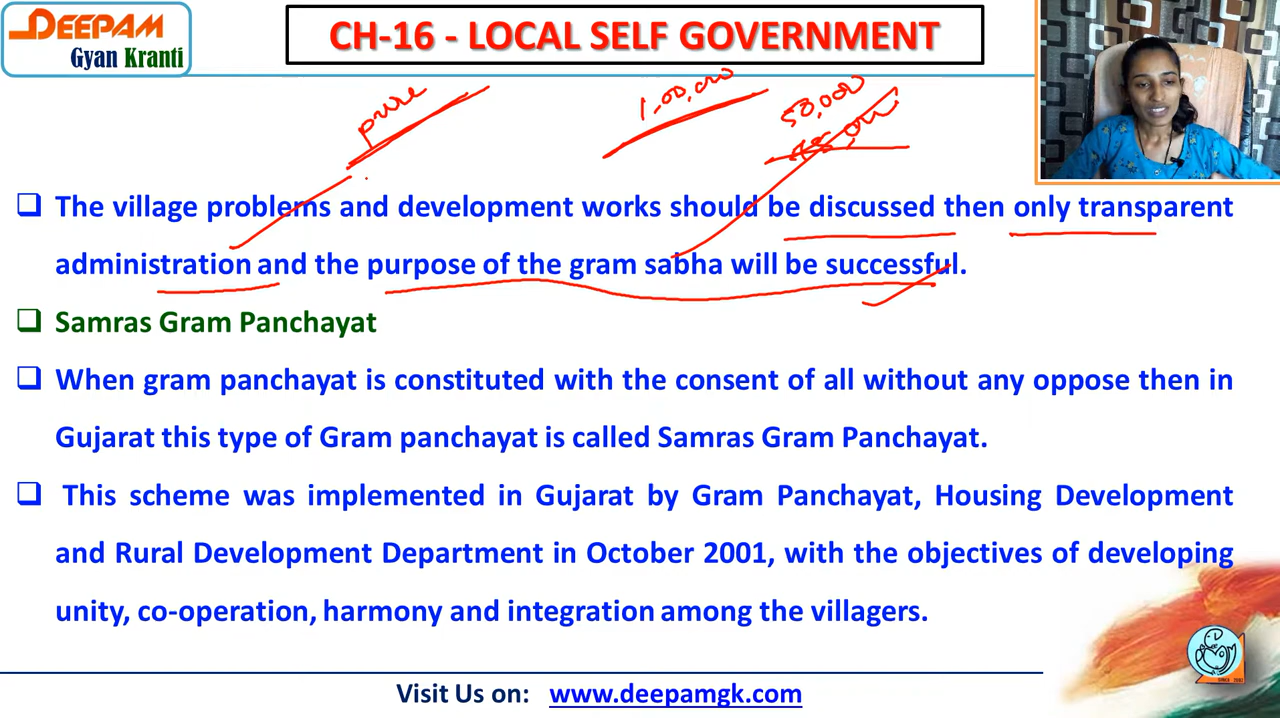 DEEPAM
Gyan Kranti
CH-16 - LOCAL SELF GOVERNMENT
pure
1,00,000
50,000
❑ The village problems and development works should be discussed then only transparent
administration and the purpose of the gram sabha will be successful.
❑ Samras Gram Panchayat
❑ When gram panchayat is constituted with the consent of all without any oppose then in
Gujarat this type of Gram panchayat is called Samras Gram Panchayat.
❑ This scheme was implemented in Gujarat by Gram Panchayat, Housing Development
and Rural Development Department in October 2001, with the objectives of developing
unity, co-operation, harmony and integration among the villagers.
Visit Us on: www.deepamgk.com